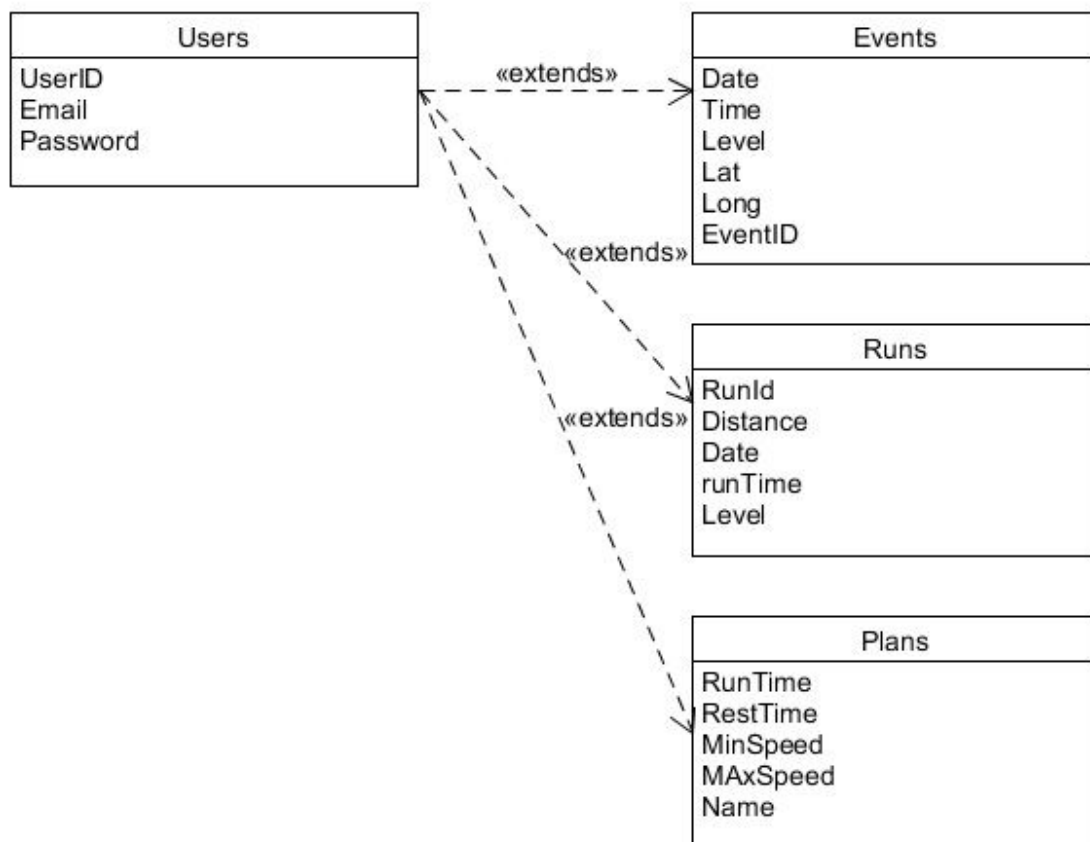 Users
UserID
Email
Password
«extends»
«extends»
«extends»
Events
Date
Time
Level
Lat
Long
EventID
Runs
RunId
Distance
Date
runTime
Level
Plans
RunTime
RestTime
MinSpeed
MAxSpeed
Name